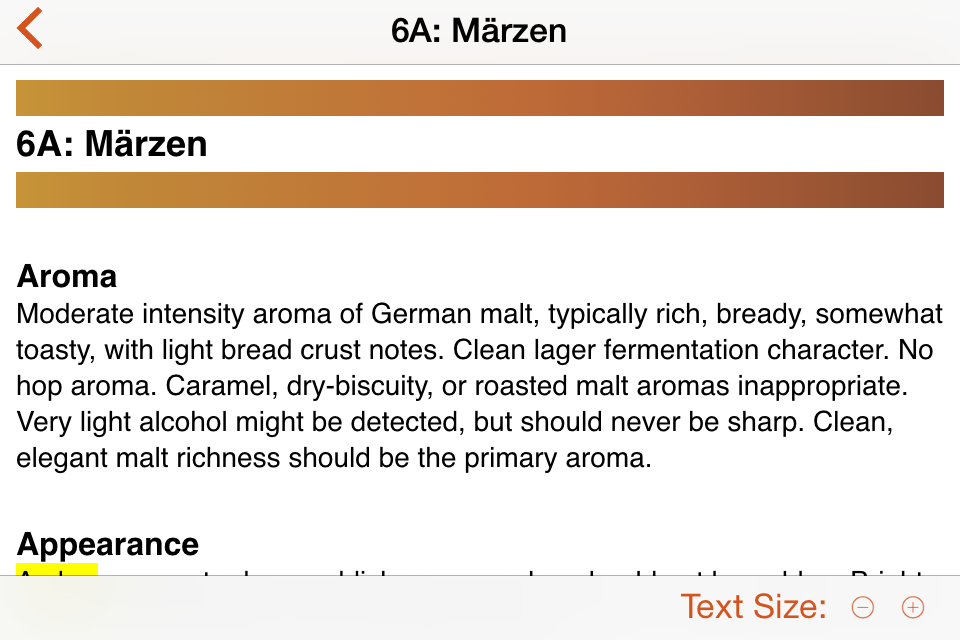 6A: Märzen
6A: Märzen
Aroma
Moderate intensity aroma of German malt, typically rich, bready, somewhat
toasty, with light bread crust notes. Clean lager fermentation character. No
hop aroma. Caramel, dry-biscuity, or roasted malt aromas inappropriate.
Very light alcohol might be detected, but should never be sharp. Clean,
elegant malt richness should be the primary aroma.
Appearance
Text Size: